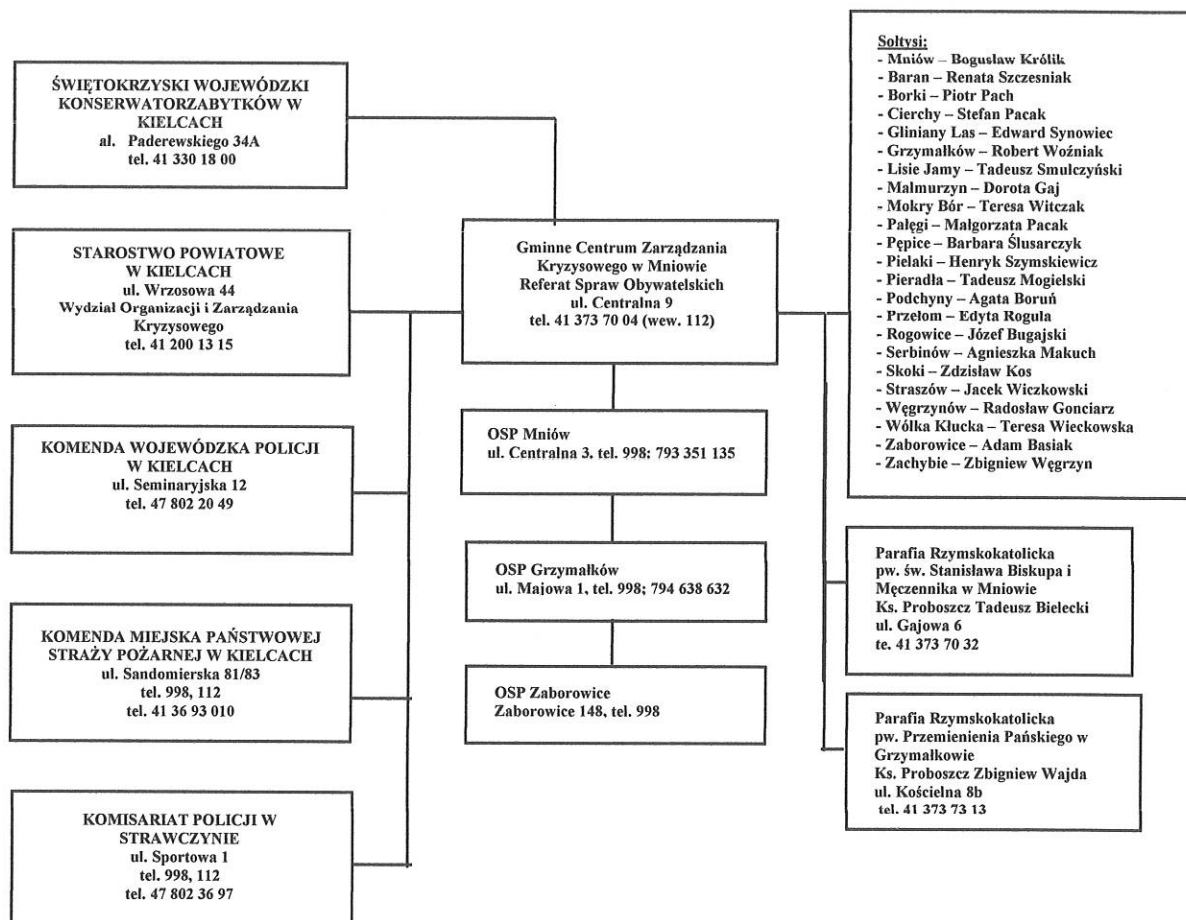 ŚWIĘTOKRZYSKI WOJEWÓDZKI
KONSERWATORZABYTKÓW W
KIELCACH
al. Paderewskiego 34A
tel. 41 330 18 00
STAROSTWO POWIATOWE
W KIELCACH
ul. Wrzosowa 44
Wydział Organizacji i Zarządzania
Kryzysowego
tel. 41 200 13 15
KOMENDA WOJEWÓDZKA POLICJI
W KIELCACH
ul. Seminaryjska 12
tel. 47 802 20 49
KOMENDA MIEJSKA PAŃSTWOWEJ
STRAŻY POŻARNEJ W KIELCACH
ul. Sandomierska 81/83
tel. 998, 112
tel. 41 36 93 010
KOMISARIAT POLICJI W
STRAWCZYNIE
ul. Sportowa 1
tel. 998, 112
tel. 47 802 36 97
Gminne Centrum Zarządzania
Kryzysowego w Mniowie
Referat Spraw Obywatelskich
ul. Centralna 9
tel. 41 373 70 04 (wew. 112)
OSP Mniów
ul. Centralna 3, tel. 998; 793 351 135
OSP Grzymałków
ul. Majowa 1, tel. 998; 794 638 632
OSP Zaborowice
Zaborowice 148, tel. 998
Sołtysi:
- Mniów – Bogusław Królik
- Baran – Renata Szczesniak
- Borki – Piotr Pach
- Cierchy – Stefan Pacak
- Gliniany Las – Edward Synowiec
- Grzymałków – Robert Woźniak
- Lisie Jamy – Tadeusz Smulczyński
- Malmurzyn – Dorota Gaj
- Mokry Bór – Teresa Witczak
- Pałęgi – Małgorzata Pacak
- Pępice – Barbara Ślusarczyk
- Pielaki – Henryk Szymskiewicz
- Pieradła – Tadeusz Mogielski
- Podchyny – Agata Boruń
- Przełom – Edyta Rogula
- Rogowice – Józef Bugajski
- Serbinów – Agnieszka Makuch
- Skoki – Zdzisław Kos
- Straszów – Jacek Wiczkowski
- Węgrzynów – Radosław Gonciarz
- Wólka Kłucka – Teresa Wieckowska
- Zaborowice – Adam Basiak
- Zachybie – Zbigniew Węgrzyn
Parafia Rzymskokatolicka
pw. św. Stanisława Biskupa i
Męczennika w Mniowie
Ks. Proboszcz Tadeusz Bielecki
ul. Gajowa 6
te. 41 373 70 32
Parafia Rzymskokatolicka
pw. Przemienienia Pańskiego w
Grzymałkowie
Ks. Proboszcz Zbigniew Wajda
ul. Kościelna 8b
tel. 41 373 73 13